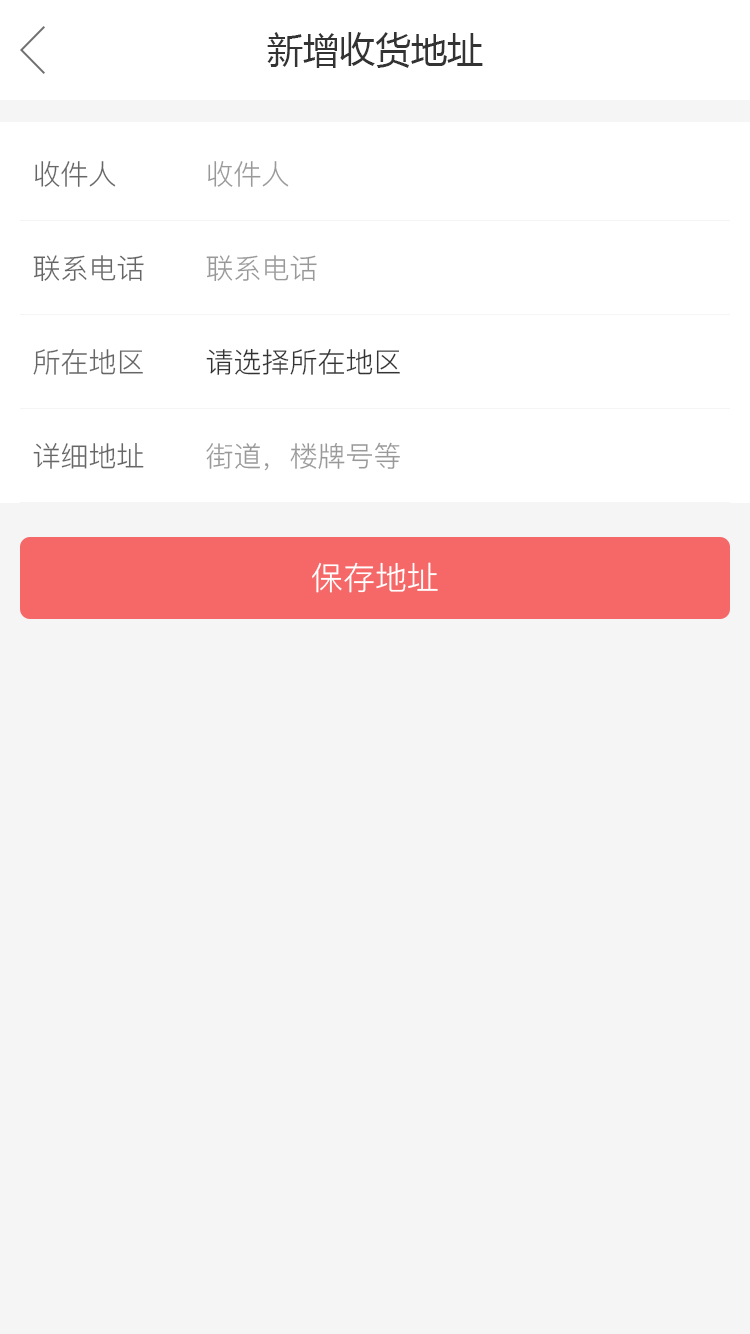 新增收货地址
收件人 收件人
联系电话 联系电话
所在地区 请选择所在地区
详细地址 街道，楼牌号等
保存地址